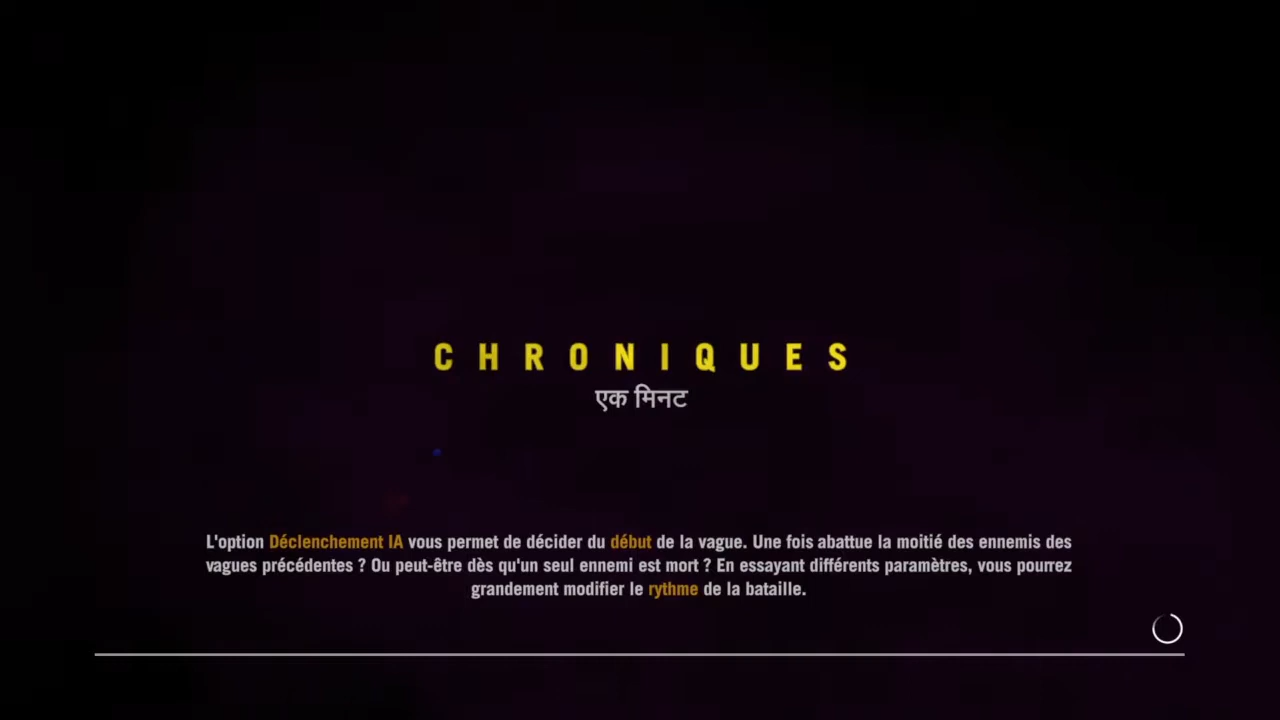 CHRONIQUES
एक मिनट
L'option Déclenchement IA vous permet de décider du début de la vague. Une fois abattue la moitié des ennemis des
vagues précédentes ? Ou peut-être dès qu'un seul ennemi est mort ? En essayant différents paramètres, vous pourrez
grandement modifier le rythme de la bataille.